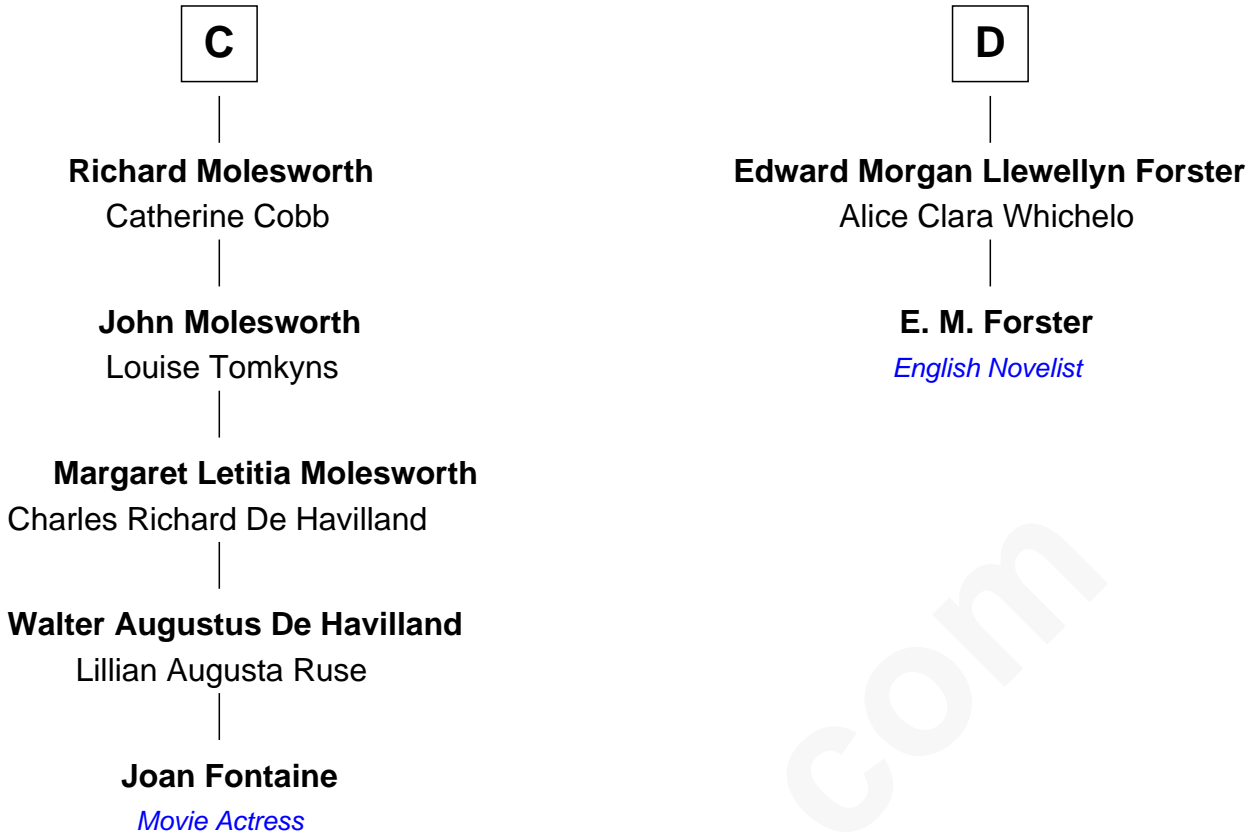 C
Richard Molesworth
Catherine Cobb
John Molesworth
Louise Tomkyns
Margaret Letitia Molesworth
Charles Richard De Havilland
Walter Augustus De Havilland
Lillian Augusta Ruse
Joan Fontaine
Movie Actress
D
Edward Morgan Llewellyn Forster
Alice Clara Whichelo
E. M. Forster
English Novelist
com